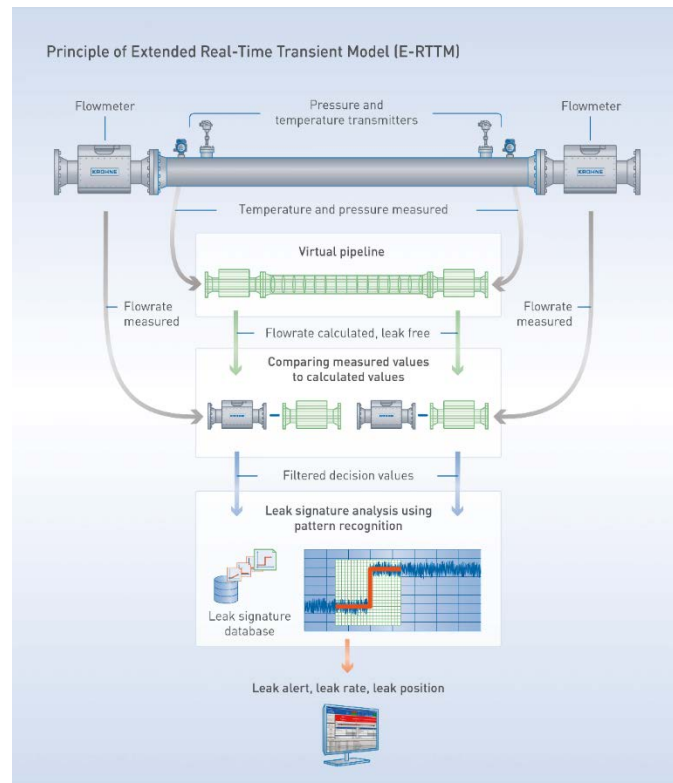 Principle of Extended Real-Time Transient Model (E-RTTM)
Flowmeter
Pressure and
temperature transmitters
Flowmeter
KROHNE
KROHNE
Temperature and pressure measured
Virtual pipeline
Flowrate
measured
Flowrate
measured
Flowrate calculated, leak free
Comparing measured values
to calculated values
Filtered decision values
Leak signature analysis using
pattern recognition
Leak signature
database
Leak alert, leak rate, leak position